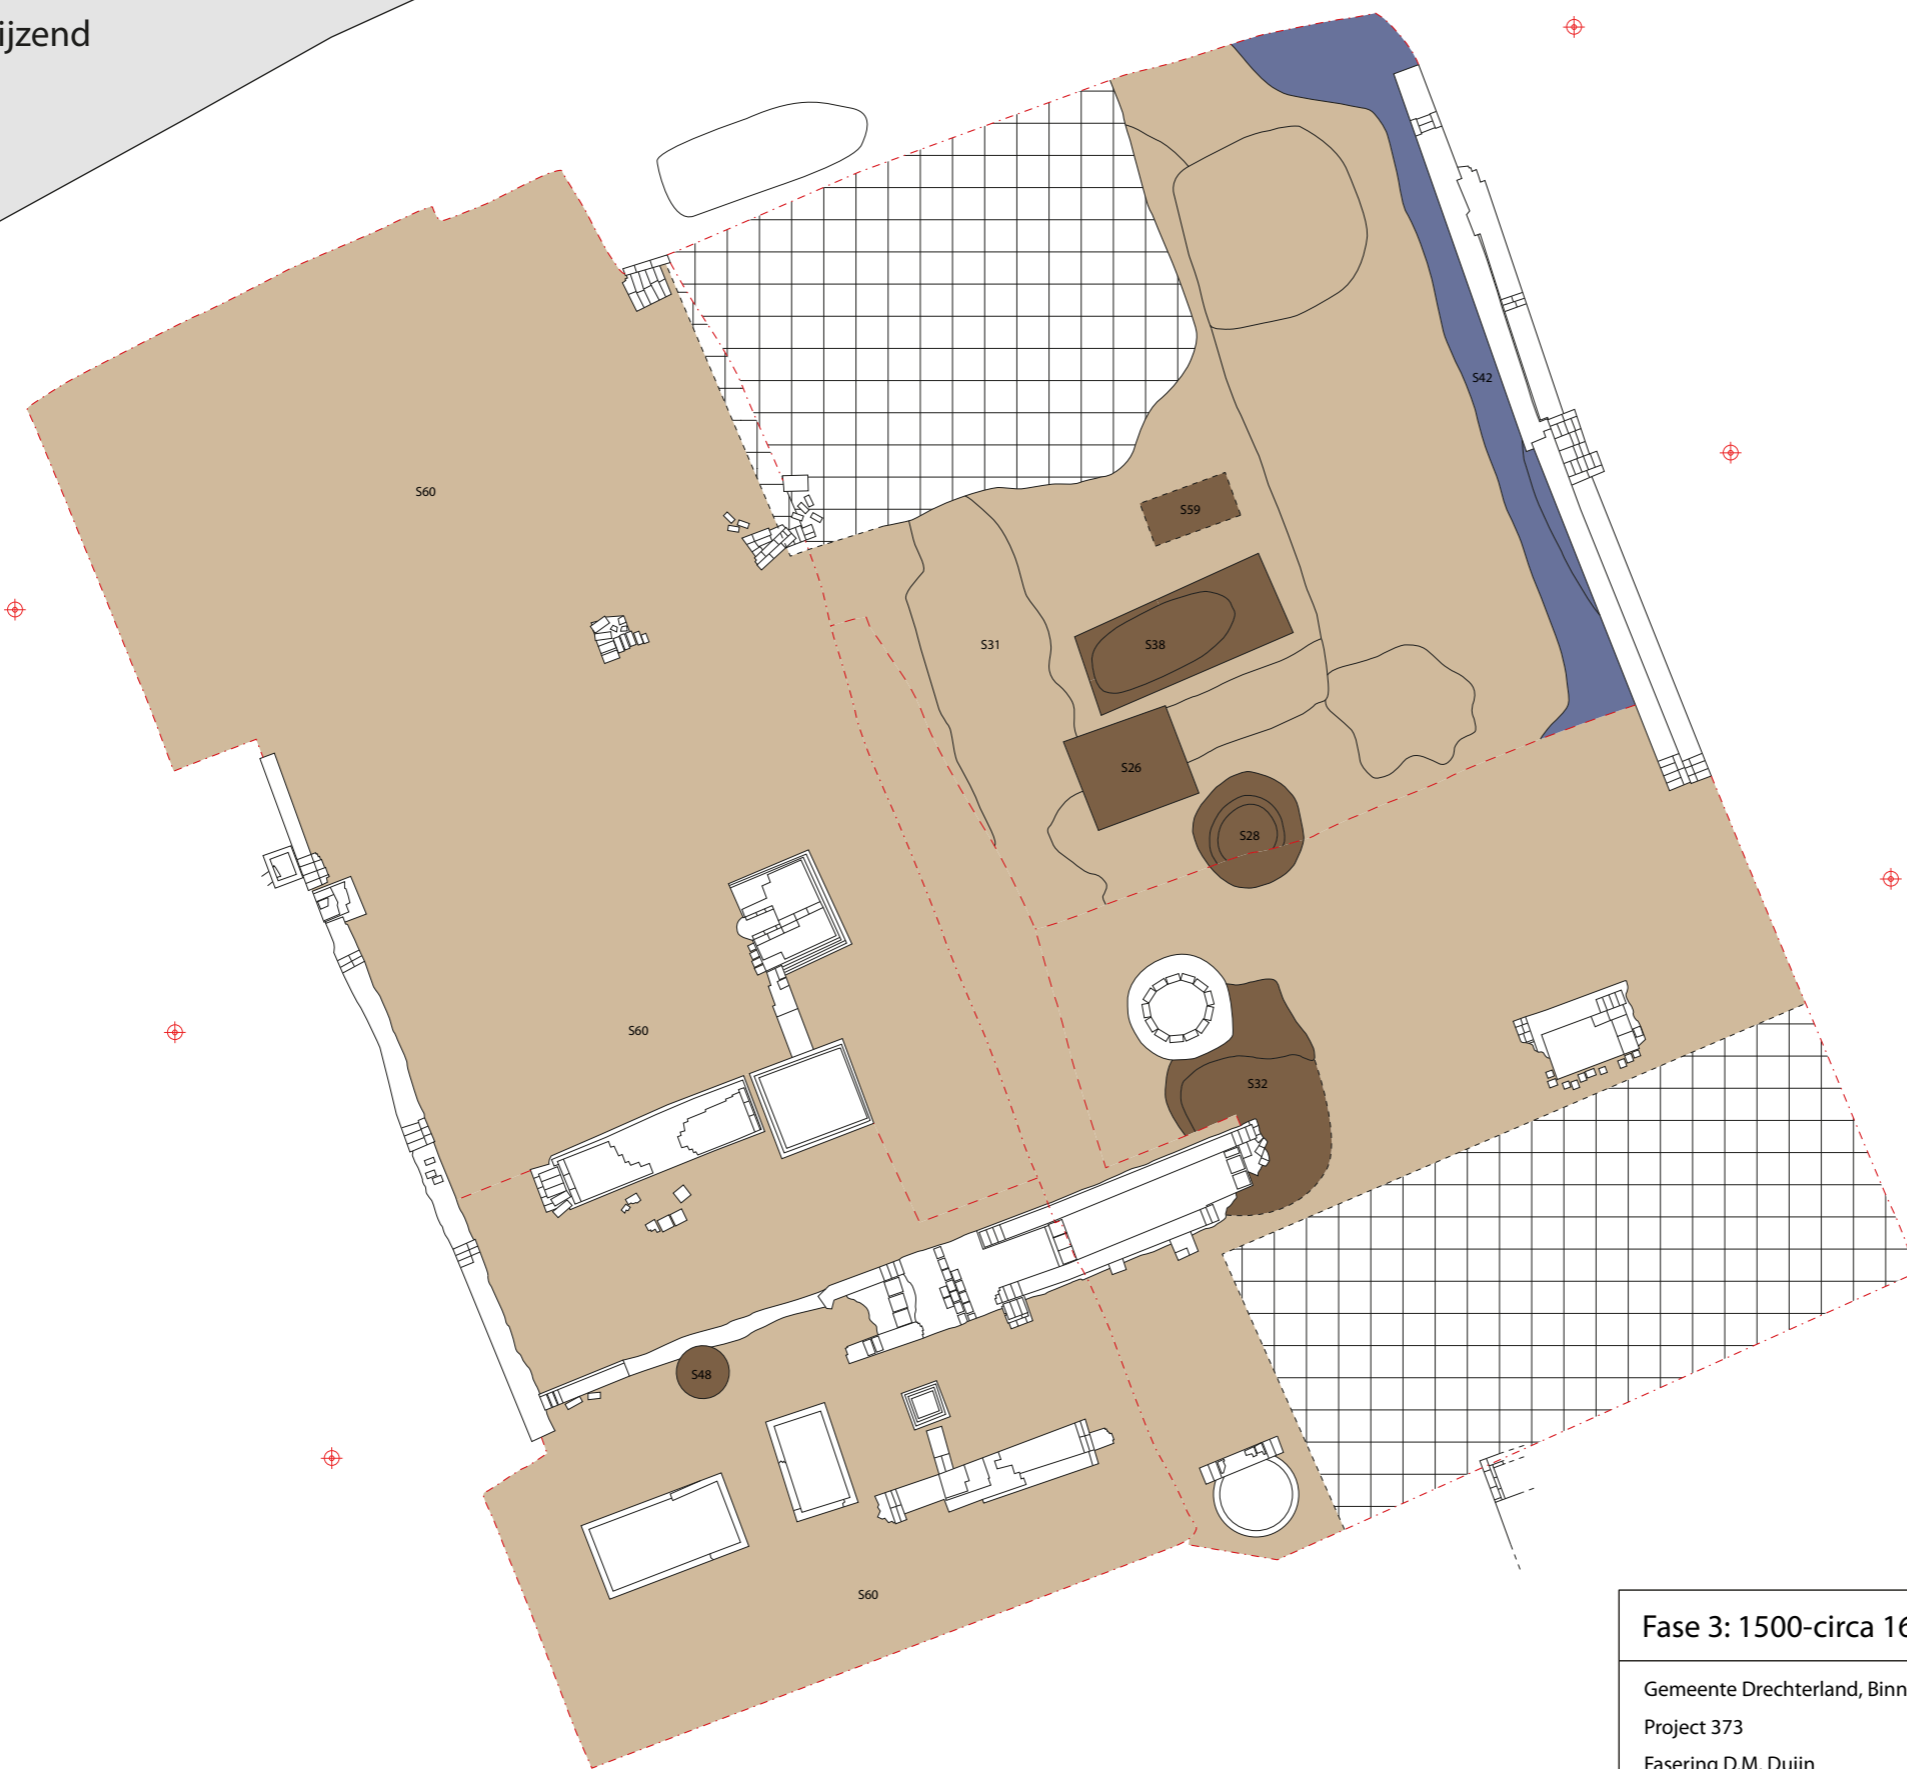 ijzend
S42
S60
S59
S31
S38
S26
S28
S60
S32
S48
S60
Fase 3: 1500-circa 16
Gemeente Drechterland, Binn
Project 373
Fasering D.M. Duijn